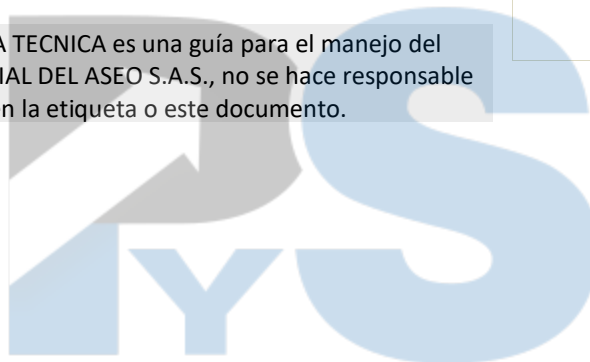 A TECNICA es una guía para el manejo del
IAL DEL ASEO S.A.S., no se hace responsable
n la etiqueta o este documento.
PYS